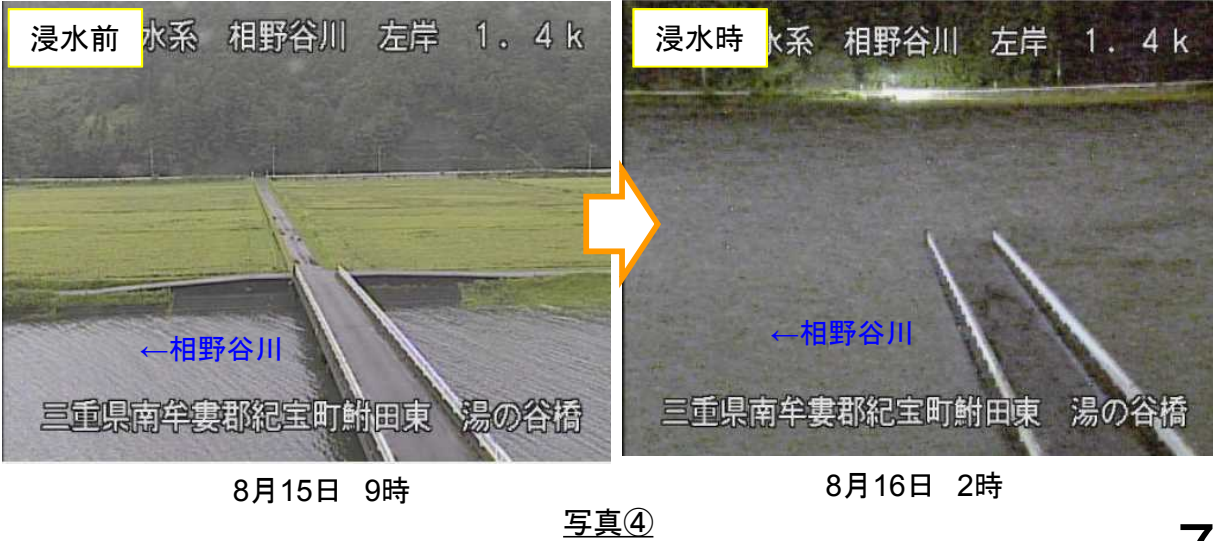 浸水前
水系 相野谷川 左岸 1.4k
←相野谷川
三重県南牟婁郡紀宝町鮒田東 湯の谷橋
8月15日 9時
浸水時
水系 相野谷川 左岸 1.4k
←相野谷川
三重県南牟婁郡紀宝町鮒田東 湯の谷橋
8月16日 2時
写真④